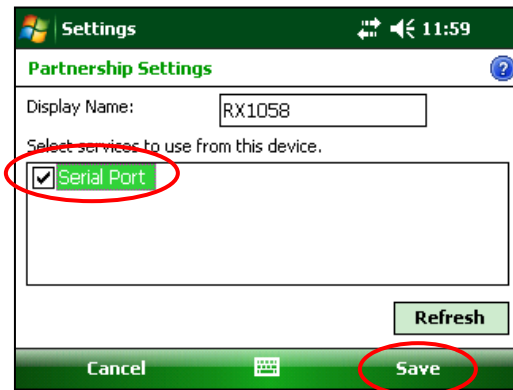 Settings 11:59
Partnership Settings ?
Display Name: RX1058
Select services to use from this device.
Serial Port
Refresh
Cancel Save